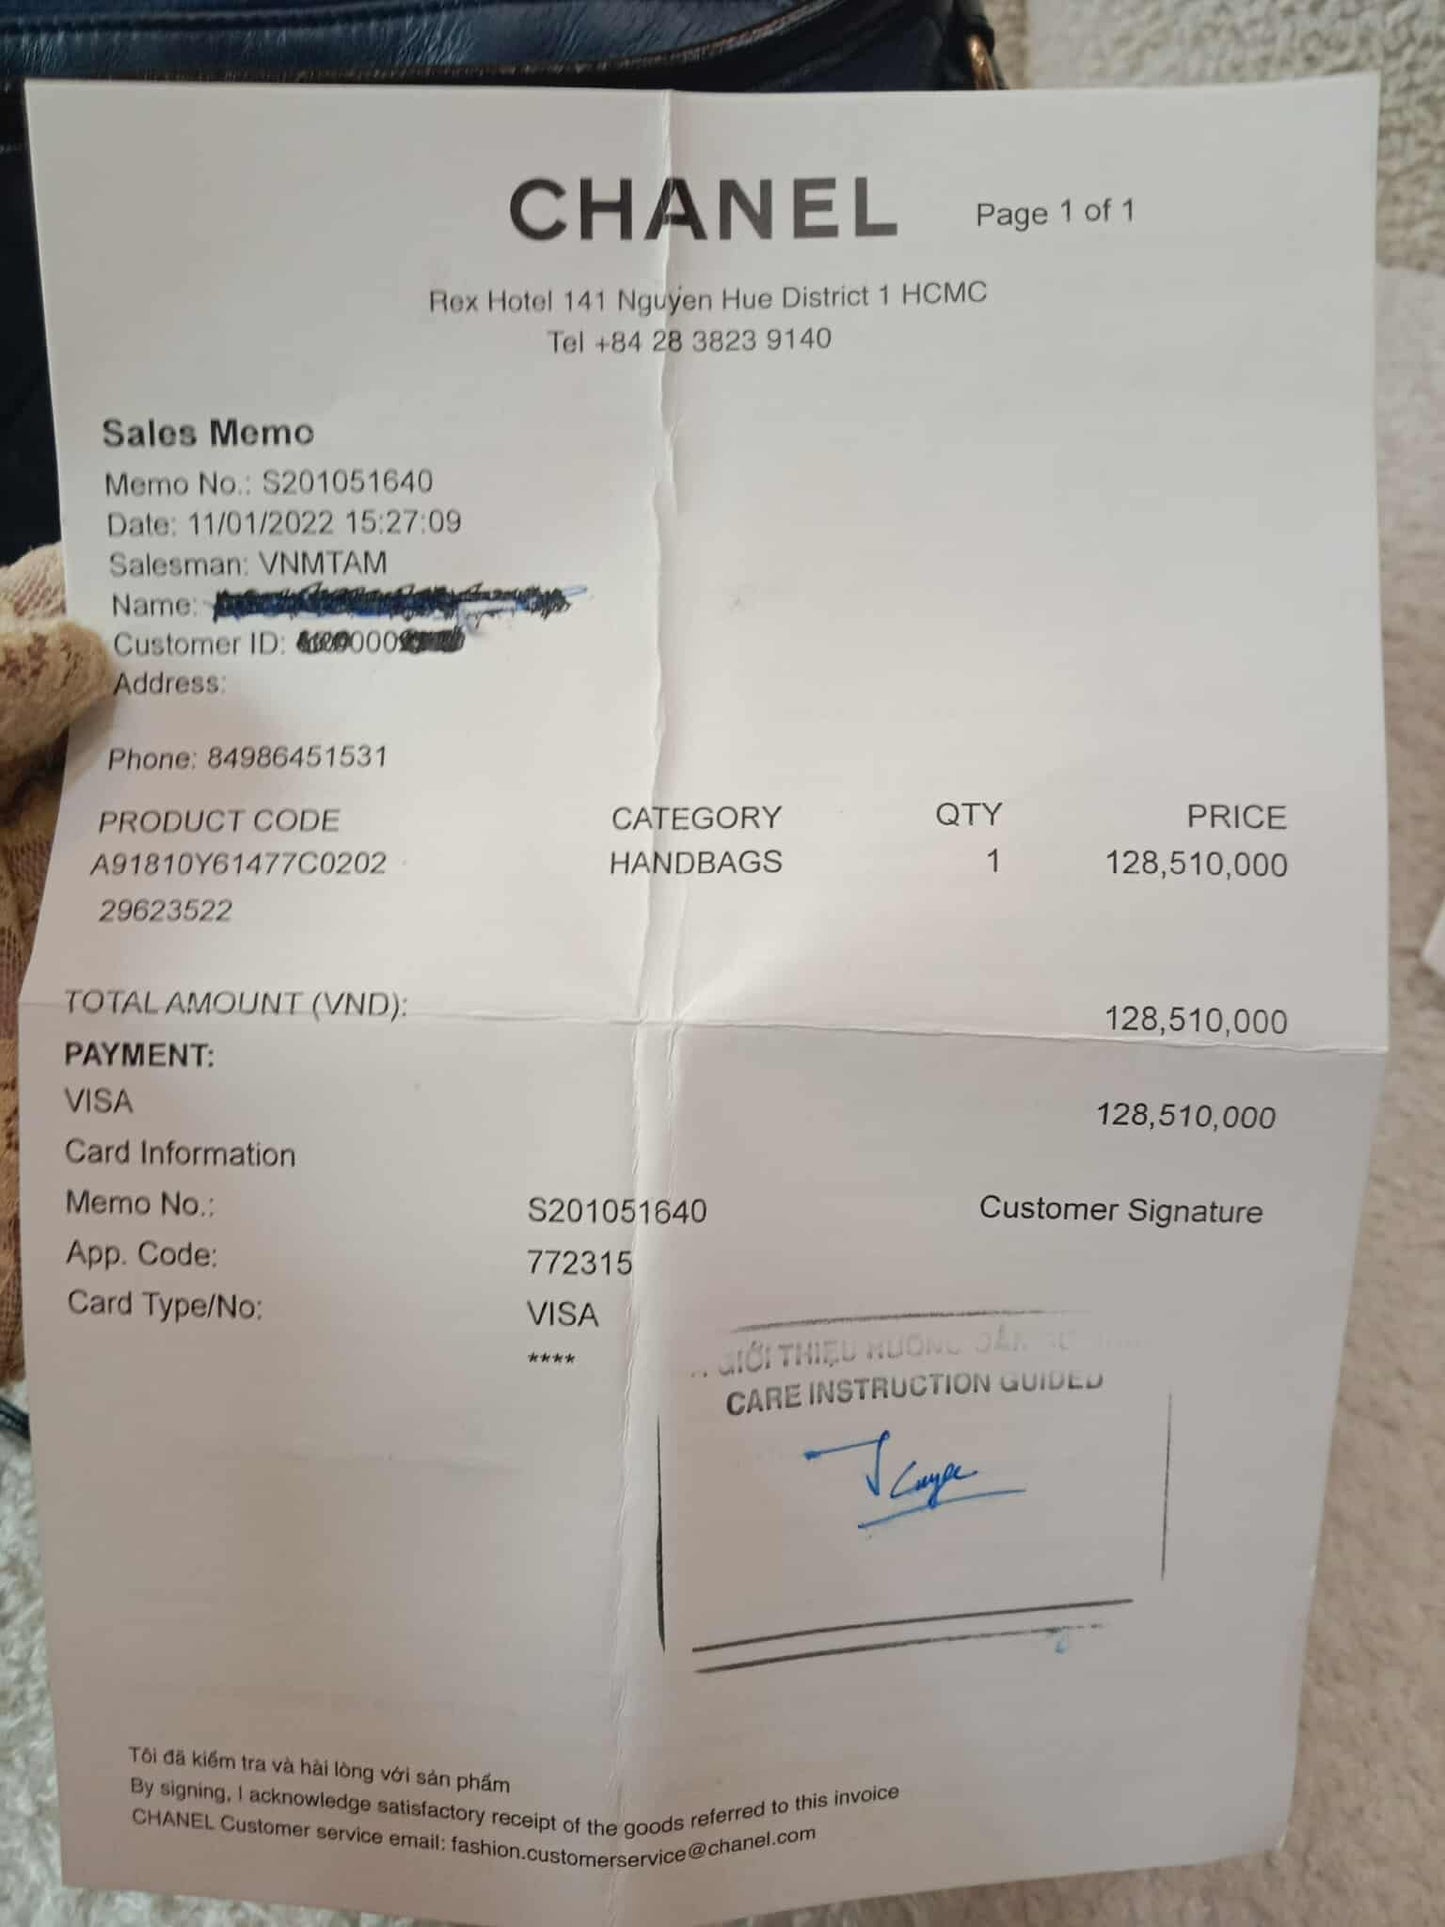 CHANEL Page 1 of 1
Rex Hotel 141 Nguyen Hue District 1 HCMC
Tel +84 28 3823 9140
Sales Memo
Memo No.: S201051640
Date: 11/01/2022 15:27:09
Salesman: VNMTAM
Name:
Customer ID:
Address:
Phone: 84986451531
PRODUCT CODE CATEGORY QTY PRICE
A91810Y61477C0202 HANDBAGS 1 128,510,000
29623522
TOTAL AMOUNT (VND): 128,510,000
PAYMENT:
VISA 128,510,000
Card Information
Memo No.: S201051640 Customer Signature
App. Code: 772315
Card Type/No: VISA
****
GIỚI THIỆU HƯỚNG DẪN
CARE INSTRUCTION GUIDED
Tôi đã kiểm tra và hài lòng với sản phẩm
By signing, I acknowledge satisfactory receipt of the goods referred to this invoice
CHANEL Customer service email: fashion.customerservice@chanel.com